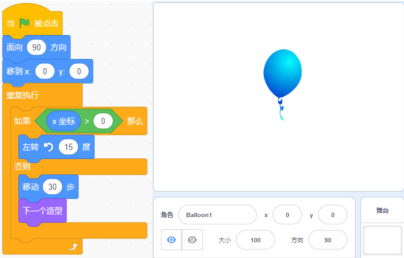 当 被点击
面向 90 方向
移到 x: 0 y: 0
重复执行
如果 x 坐标 > 0 那么
左转 15 度
否则
移动 30 步
下一个造型
角色 Balloon1 x 0 y 0
大小 100 方向 90
舞台